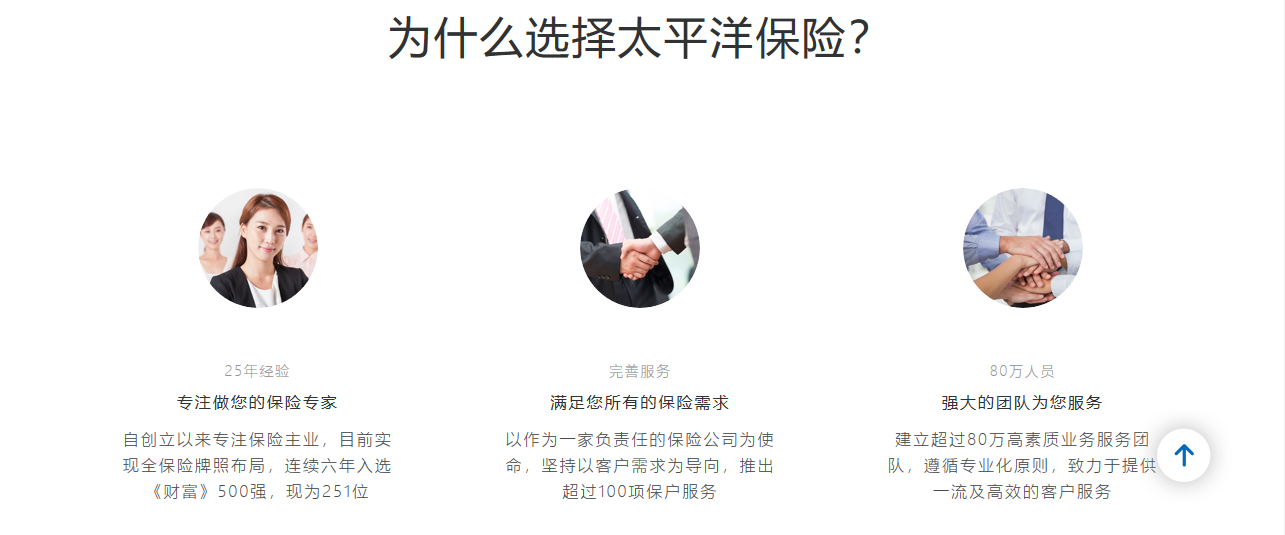 为什么选择太平洋保险？
25年经验
专注做您的保险专家
自创立以来专注保险主业，目前实
现全保险牌照布局，连续六年入选
《财富》500强，现为251位
完善服务
满足您所有的保险需求
以作为一家负责任的保险公司为使
命，坚持以客户需求为导向，推出
超过100项保户服务
80万人员
强大的团队为您服务
建立超过80万高素质业务服务团
队，遵循专业化原则，致力于提供
一流及高效的客户服务